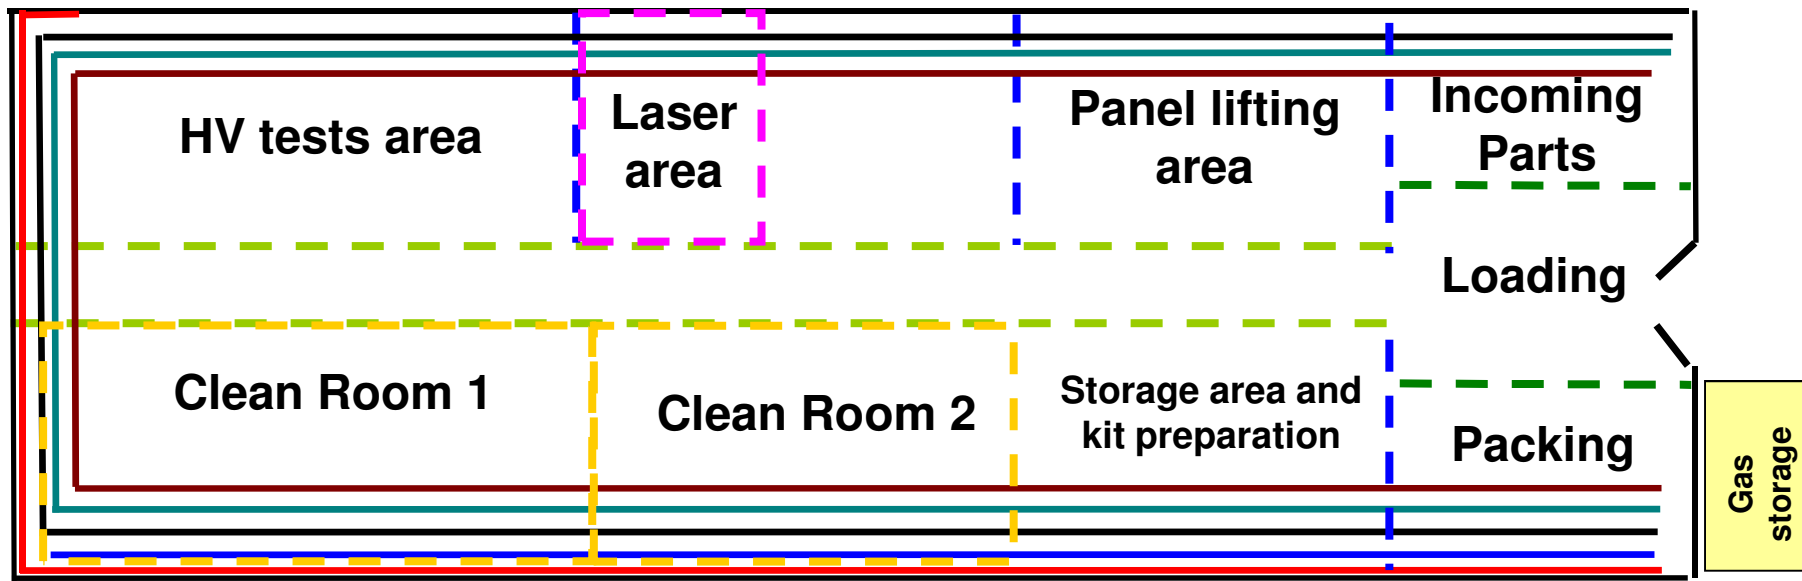 HV tests area
Laser
area
Panel lifting
area
Incoming
Parts
Loading
Clean Room 1
Clean Room 2
Storage area and
kit preparation
Packing
Gas
storage